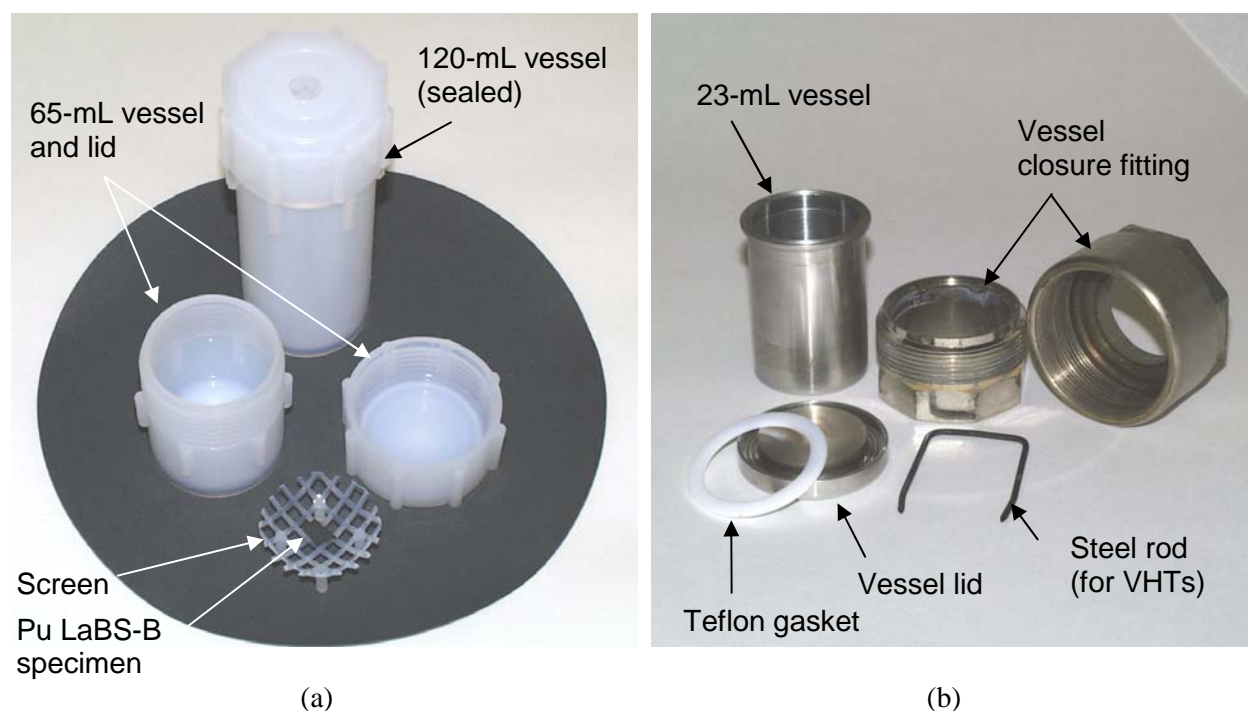 120-mL vessel
(sealed)
65-mL vessel
and lid
Screen
Pu LaBS-B
specimen
(a)
23-mL vessel
Vessel
closure fitting
Steel rod
(for VHTs)
Vessel lid
Teflon gasket
(b)